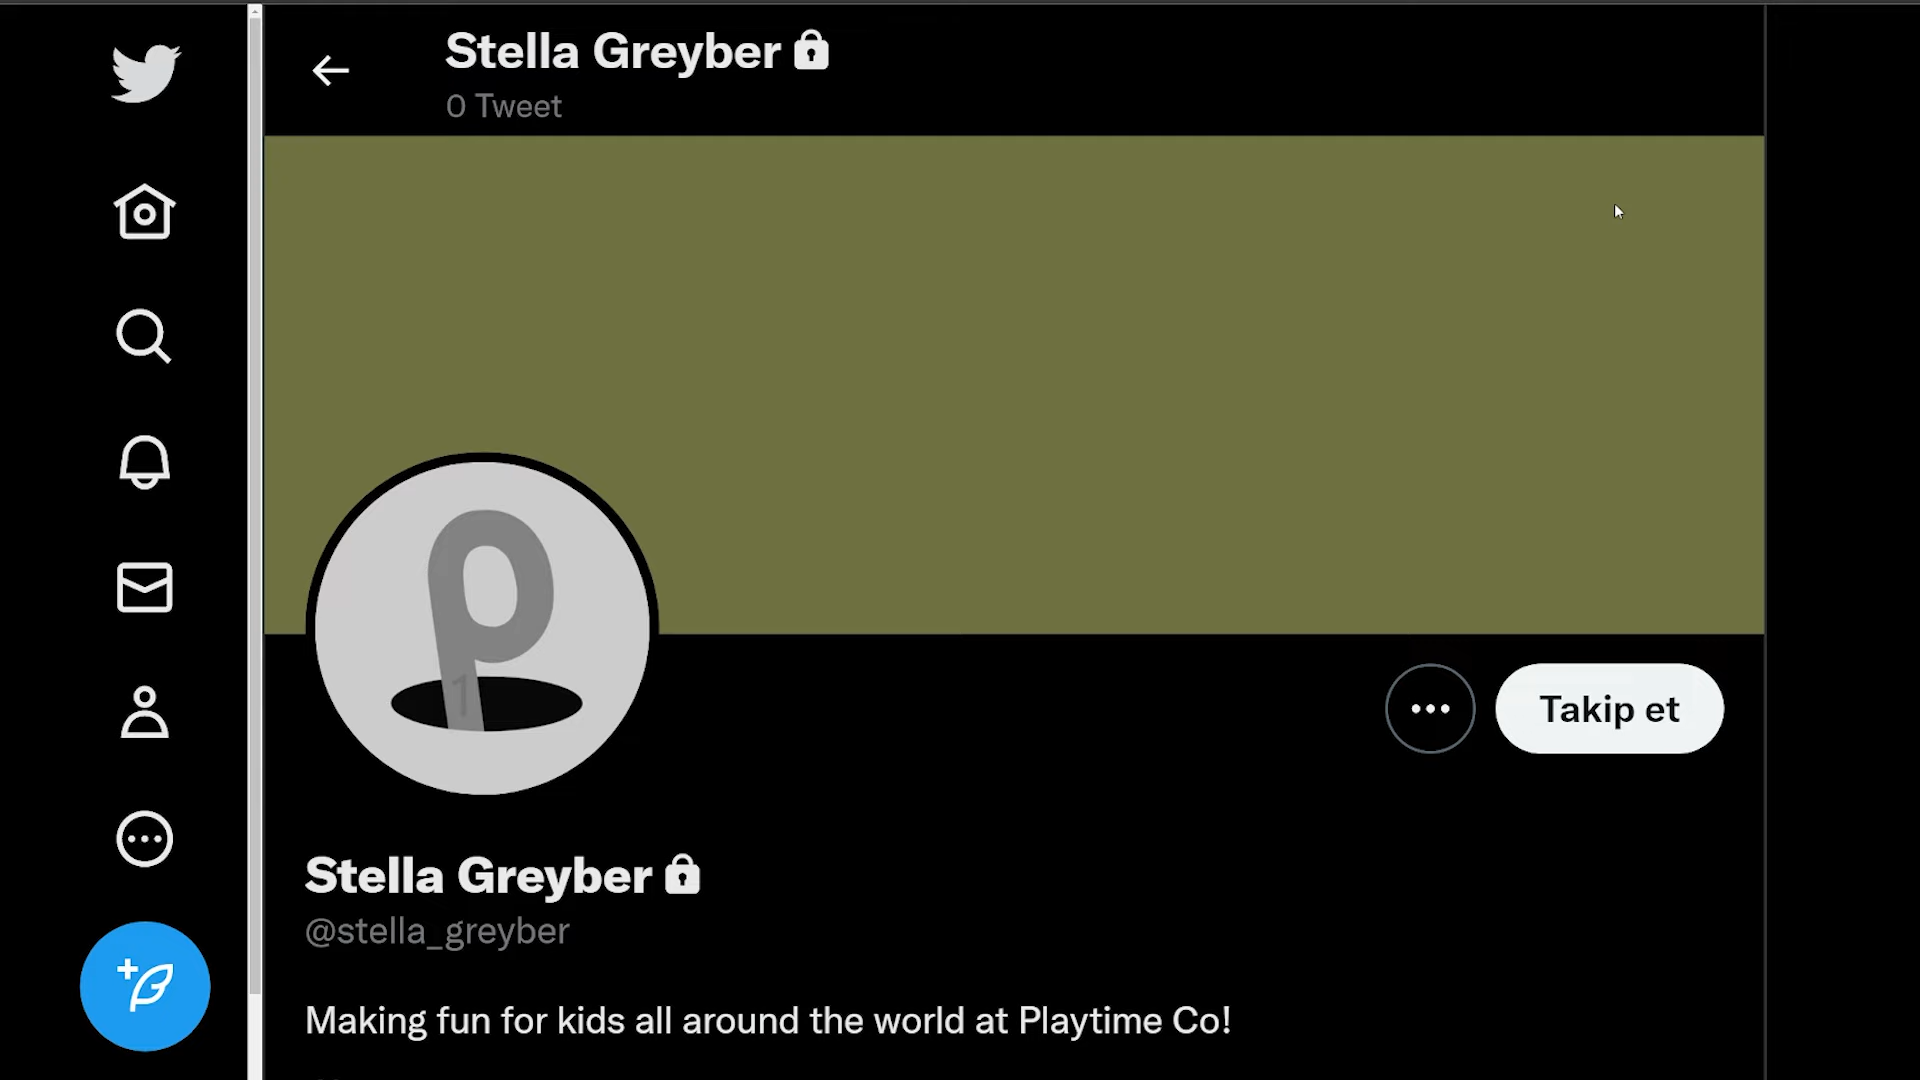 Stella Greyber
0 Tweet
p
1
Takip et
Stella Greyber
@stella_greyber
Making fun for kids all around the world at Playtime Co!